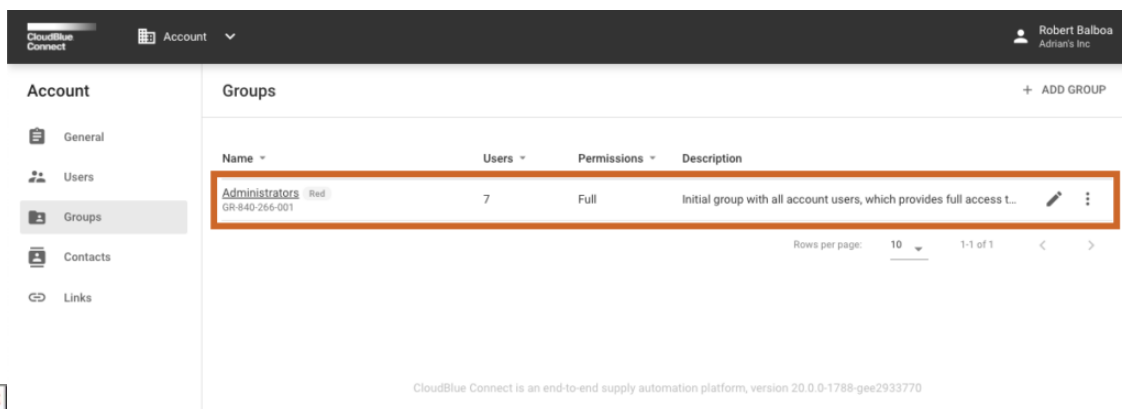 CloudBlue
Connect
Account
Robert Balboa
Adrian's Inc
Account
Groups
+ ADD GROUP
General
Users
Groups
Contacts
Links
Name Users Permissions Description
Administrators Red 7 Full Initial group with all account users, which provides full access t...
GR-840-266-001
Rows per page: 10 1-1 of 1
CloudBlue Connect is an end-to-end supply automation platform, version 20.0.0-1788-gee2933770